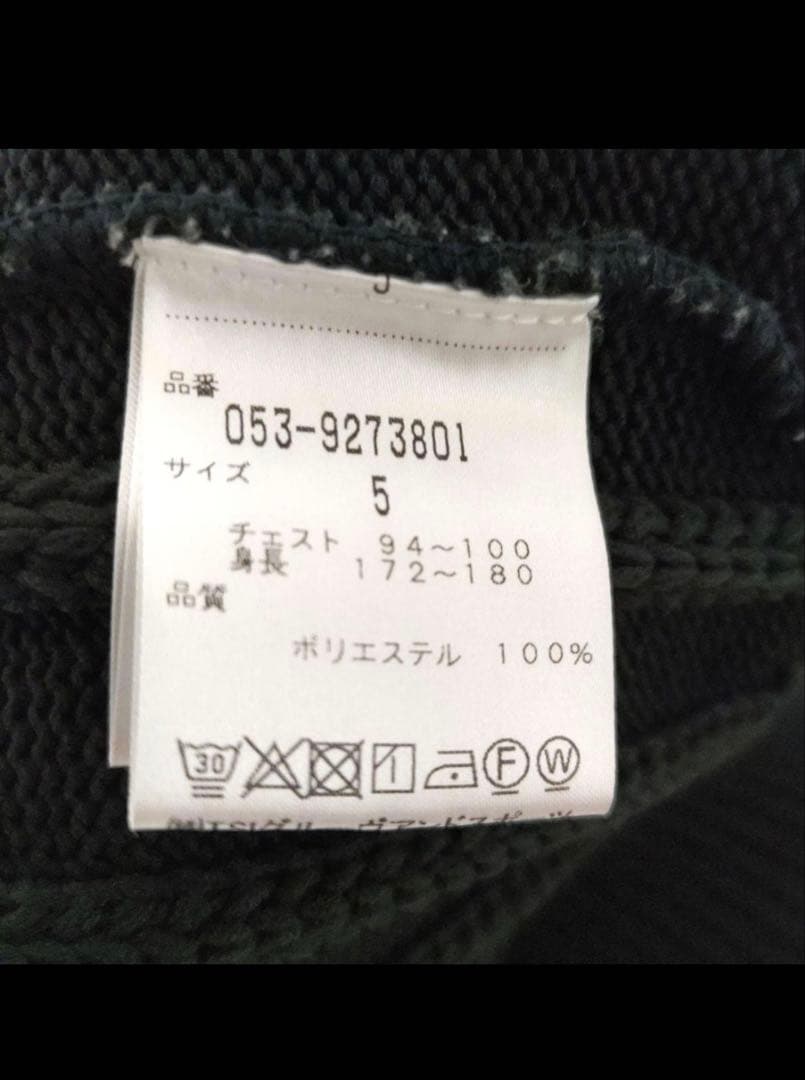 品番
053-9273801
サイズ
5
チェスト 94～100
身長 172～180
品質
ポリエステル 100%
30
F W